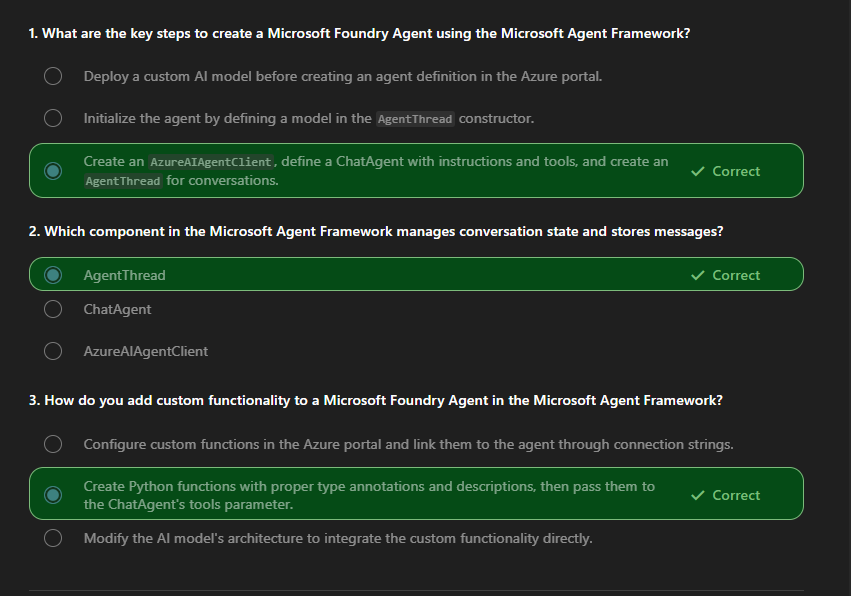 1. What are the key steps to create a Microsoft Foundry Agent using the Microsoft Agent Framework?
Deploy a custom AI model before creating an agent definition in the Azure portal.
Initialize the agent by defining a model in the AgentThread constructor.
Create an AzureAIAgentClient, define a ChatAgent with instructions and tools, and create an
AgentThread for conversations.
Correct
2. Which component in the Microsoft Agent Framework manages conversation state and stores messages?
AgentThread
Correct
ChatAgent
AzureAIAgentClient
3. How do you add custom functionality to a Microsoft Foundry Agent in the Microsoft Agent Framework?
Configure custom functions in the Azure portal and link them to the agent through connection strings.
Create Python functions with proper type annotations and descriptions, then pass them to
the ChatAgent's tools parameter.
Correct
Modify the AI model's architecture to integrate the custom functionality directly.